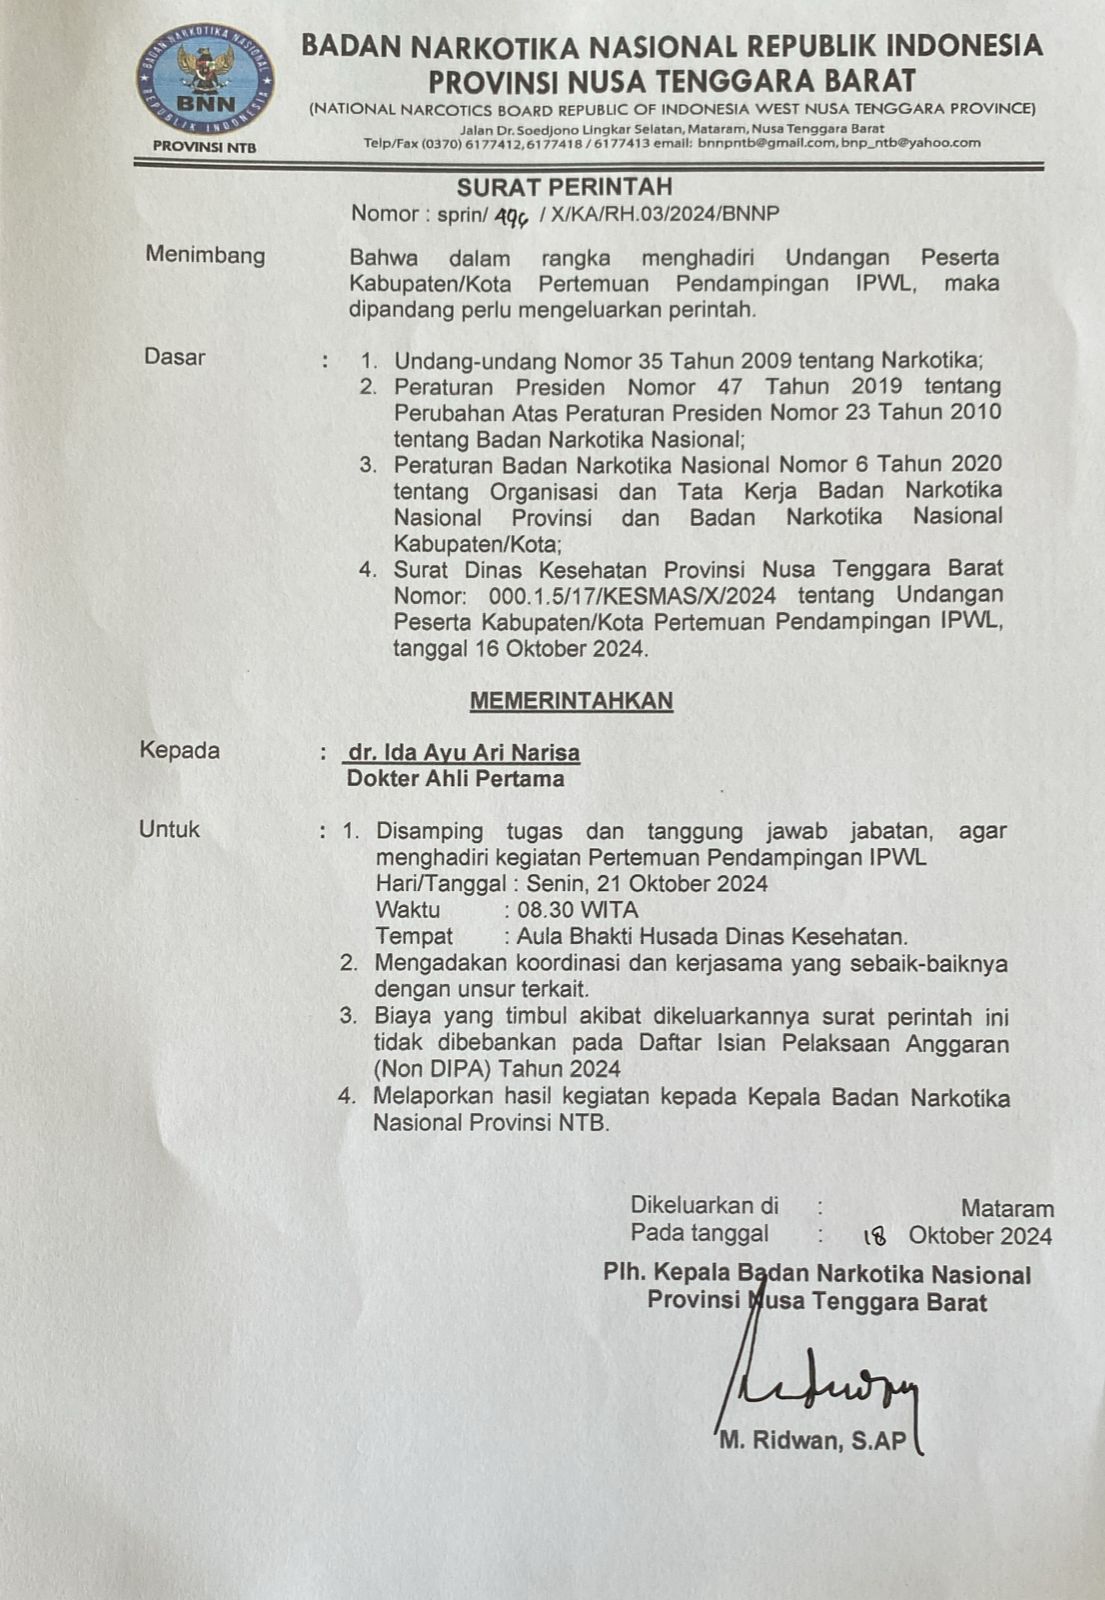 BADAN NARKOTIKA NASIONAL
REPUBLIK INDONESIA
BNN
PROVINSI NTB
BADAN NARKOTIKA NASIONAL REPUBLIK INDONESIA
PROVINSI NUSA TENGGARA BARAT
(NATIONAL NARCOTICS BOARD REPUBLIC OF INDONESIA WEST NUSA TENGGARA PROVINCE)
Jalan Dr. Soedjono Lingkar Selatan, Mataram, Nusa Tenggara Barat
Telp/Fax (0370) 6177412,6177418 / 6177413 email: bnnpntb@gmail.com, bnp_ntb@yahoo.com
SURAT PERINTAH
Nomor : sprin/ / X/KA/RH.03/2024/BNNP
Menimbang Bahwa dalam rangka menghadiri Undangan Peserta
Kabupaten/Kota Pertemuan Pendampingan IPWL, maka
dipandang perlu mengeluarkan perintah.
Dasar : 1. Undang-undang Nomor 35 Tahun 2009 tentang Narkotika;
2. Peraturan Presiden Nomor 47 Tahun 2019 tentang
Perubahan Atas Peraturan Presiden Nomor 23 Tahun 2010
tentang Badan Narkotika Nasional;
3. Peraturan Badan Narkotika Nasional Nomor 6 Tahun 2020
tentang Organisasi dan Tata Kerja Badan Narkotika
Nasional Provinsi dan Badan Narkotika Nasional
Kabupaten/Kota;
4. Surat Dinas Kesehatan Provinsi Nusa Tenggara Barat
Nomor: 000.1.5/17/KESMAS/X/2024 tentang Undangan
Peserta Kabupaten/Kota Pertemuan Pendampingan IPWL,
tanggal 16 Oktober 2024.
MEMERINTAHKAN
Kepada : dr. Ida Ayu Ari Narisa
Dokter Ahli Pertama
Untuk : 1. Disamping tugas dan tanggung jawab jabatan, agar
menghadiri kegiatan Pertemuan Pendampingan IPWL
Hari/Tanggal : Senin, 21 Oktober 2024
Waktu : 08.30 WITA
Tempat : Aula Bhakti Husada Dinas Kesehatan.
2. Mengadakan koordinasi dan kerjasama yang sebaik-baiknya
dengan unsur terkait.
3. Biaya yang timbul akibat dikeluarkannya surat perintah ini
tidak dibebankan pada Daftar Isian Pelaksaan Anggaran
(Non DIPA) Tahun 2024
4. Melaporkan hasil kegiatan kepada Kepala Badan Narkotika
Nasional Provinsi NTB.
Dikeluarkan di : Mataram
Pada tanggal : 18 Oktober 2024
Plh. Kepala Badan Narkotika Nasional
Provinsi Nusa Tenggara Barat
M. Ridwan, S.AP